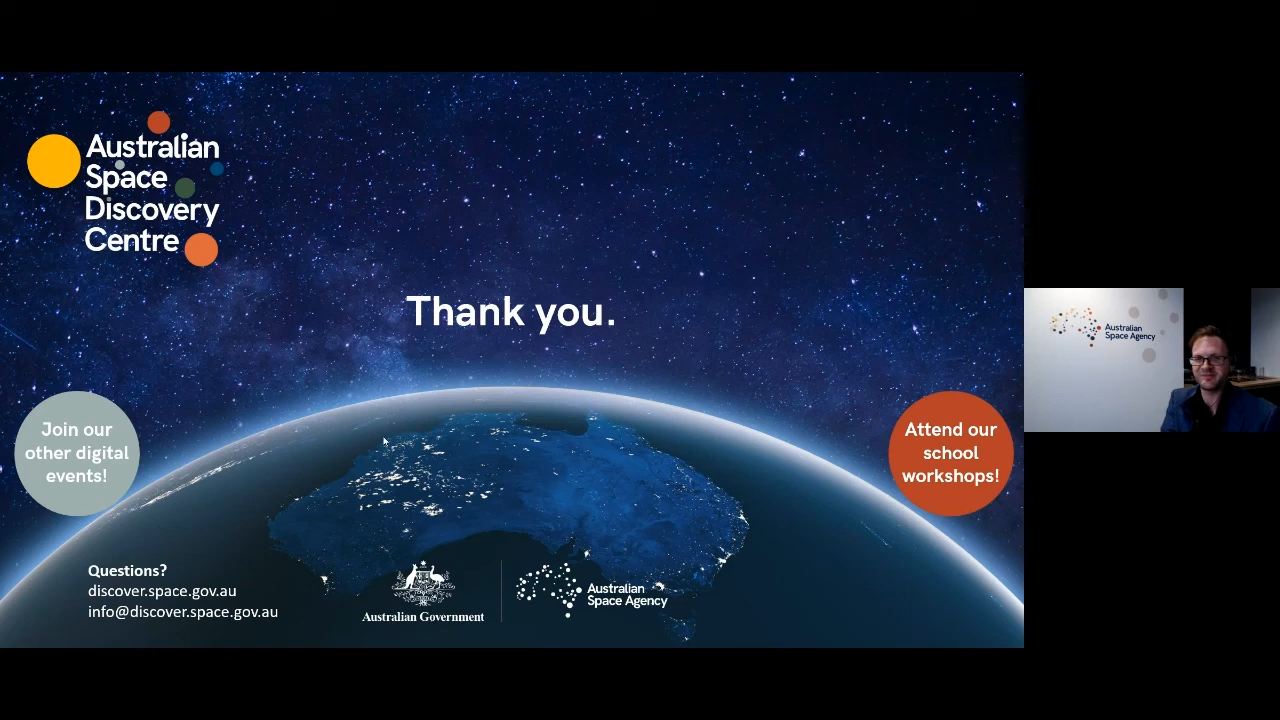 Australian
Space
Discovery
Centre
Thank you.
Join our
other digital
events!
Attend our
school
workshops!
Questions?
discover.space.gov.au
info@discover.space.gov.au
Australian Government
Australian
Space Agency
Australian
Space Agency